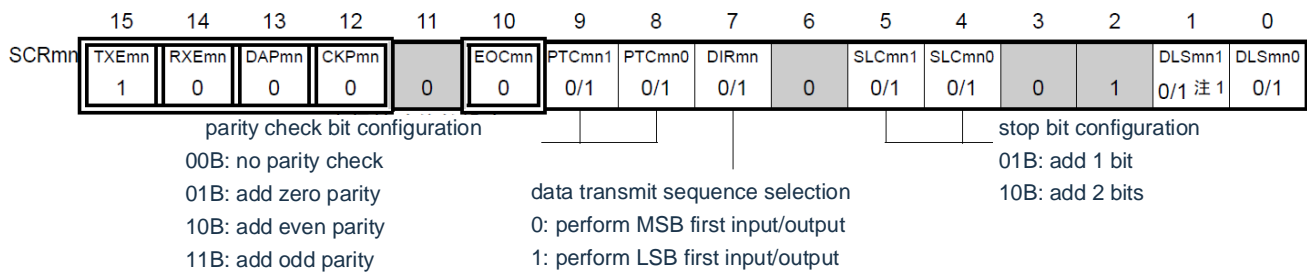 15 14 13 12 11 10 9 8 7 6 5 4 3 2 1 0
SCRmn TXEmn RXEmn DAPmn CKPmn EOCmn PTCmn1 PTCmn0 DIRmn SLCmn1 SLCmn0 DLSmn1 DLSmn0
1 0 0 0 0 0 0/1 0/1 0/1 0 0/1 0/1 0 1 0/1 注 1 0/1
parity check bit configuration
00B: no parity check
01B: add zero parity
10B: add even parity
11B: add odd parity
data transmit sequence selection
0: perform MSB first input/output
1: perform LSB first input/output
stop bit configuration
01B: add 1 bit
10B: add 2 bits